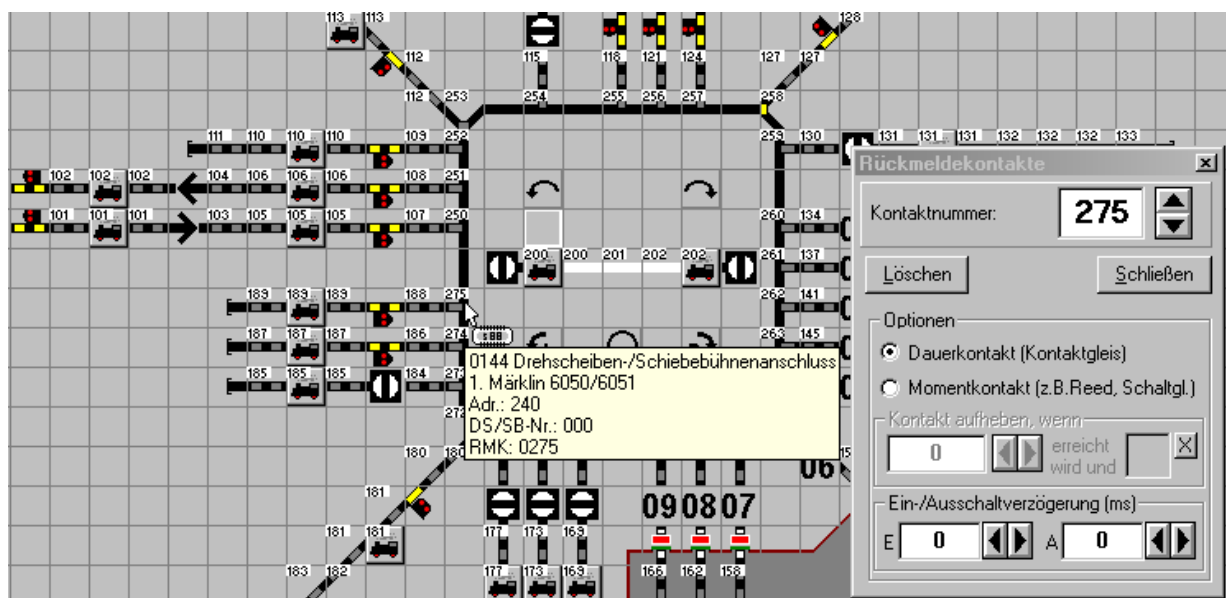 113 113 128
112 115 118 121 124 127 127
112 253 254 255 256 257 258
111 110 110 110 109 252 259 130 131 131 131 132 132 132 133
102 102 102 104 106 106 106 108 251
101 101 101 103 105 105 105 107 250 260 134
200 200 201 202 202 261 137
189 189 189 188 275 262 141
187 187 187 186 274 263 145
s88
185 185 185 184
180
181
09 08 07 06
181 181 177 173 169
183 182 177 173 169 166 162 158
0144 Drehscheiben-/Schiebebühnenanschluss
1. Märklin 6050/6051
Adr.: 240
DS/SB-Nr.: 000
RMK: 0275
Rückmeldekontakte
Kontaktnummer: 275
Löschen Schließen
Optionen
Dauerkontakt (Kontaktgleis)
Momentkontakt (z.B.Reed, Schaltgl.)
Kontakt aufheben, wenn
0 erreicht
wird und X
Ein-/Ausschaltverzögerung (ms)
E 0 A 0